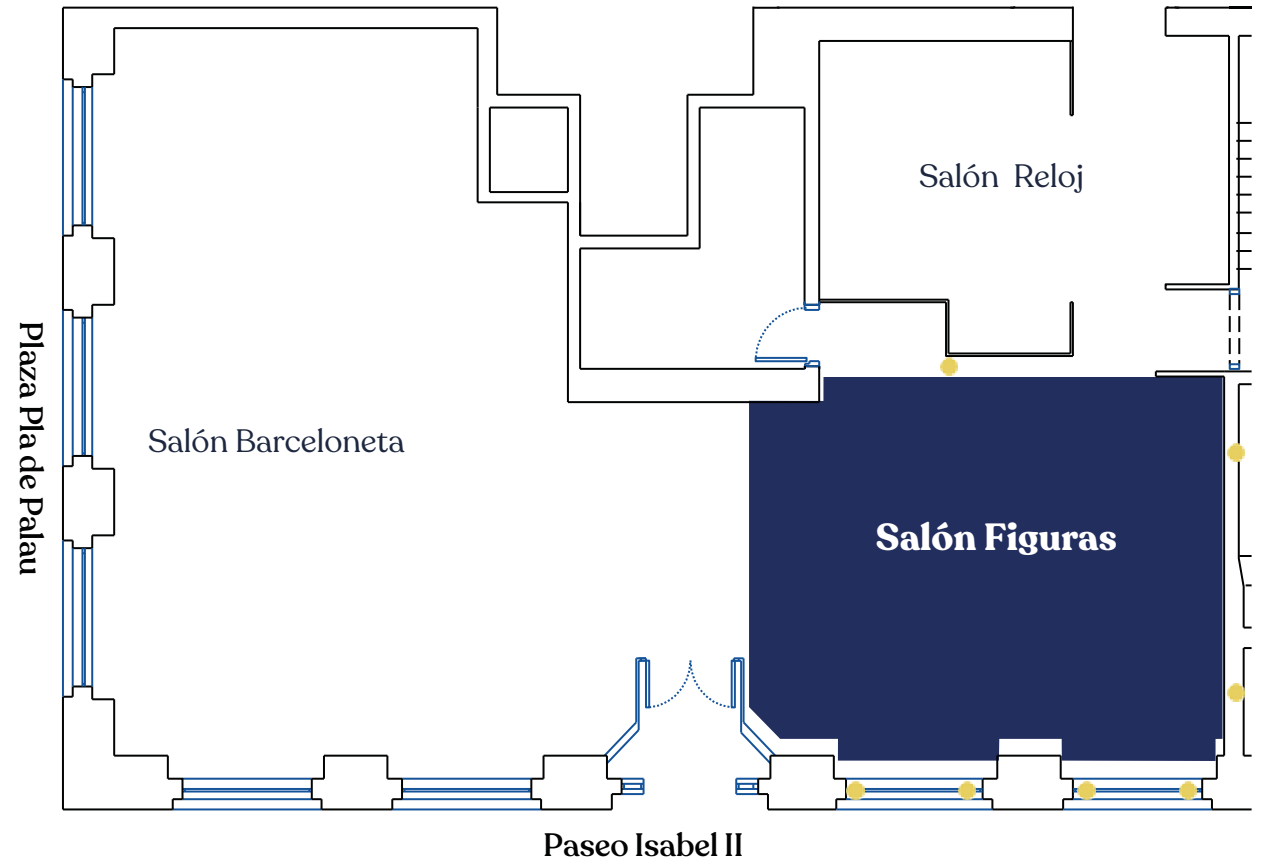 Salón Reloj
Plaza Pla de Palau
Salón Barceloneta
Salón Figuras
Paseo Isabel II